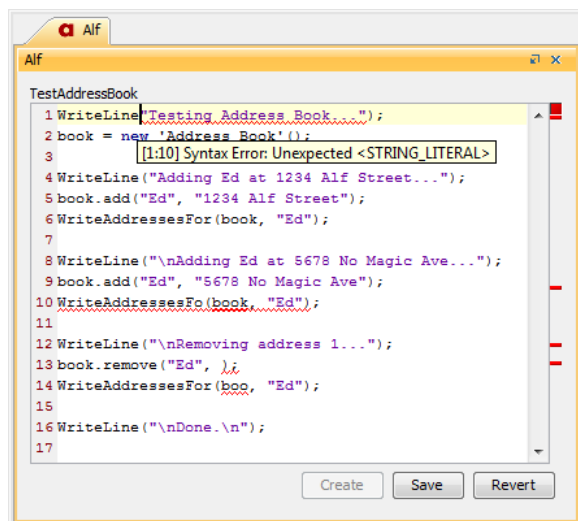 a Alf
Alf
TestAddressBook
1 WriteLine"Testing Address Book...");
2 book = new 'Address Book'();
[1:10] Syntax Error: Unexpected <STRING_LITERAL>
3
4 WriteLine("Adding Ed at 1234 Alf Street...");
5 book.add("Ed", "1234 Alf Street");
6 WriteAddressesFor(book, "Ed");
7
8 WriteLine("\nAdding Ed at 5678 No Magic Ave...");
9 book.add("Ed", "5678 No Magic Ave");
10 WriteAddressesFo(book, "Ed");
11
12 WriteLine("\nRemoving address 1...");
13 book.remove("Ed", );
14 WriteAddressesFor(boo, "Ed");
15
16 WriteLine("\nDone.\n");
17
Create Save Revert